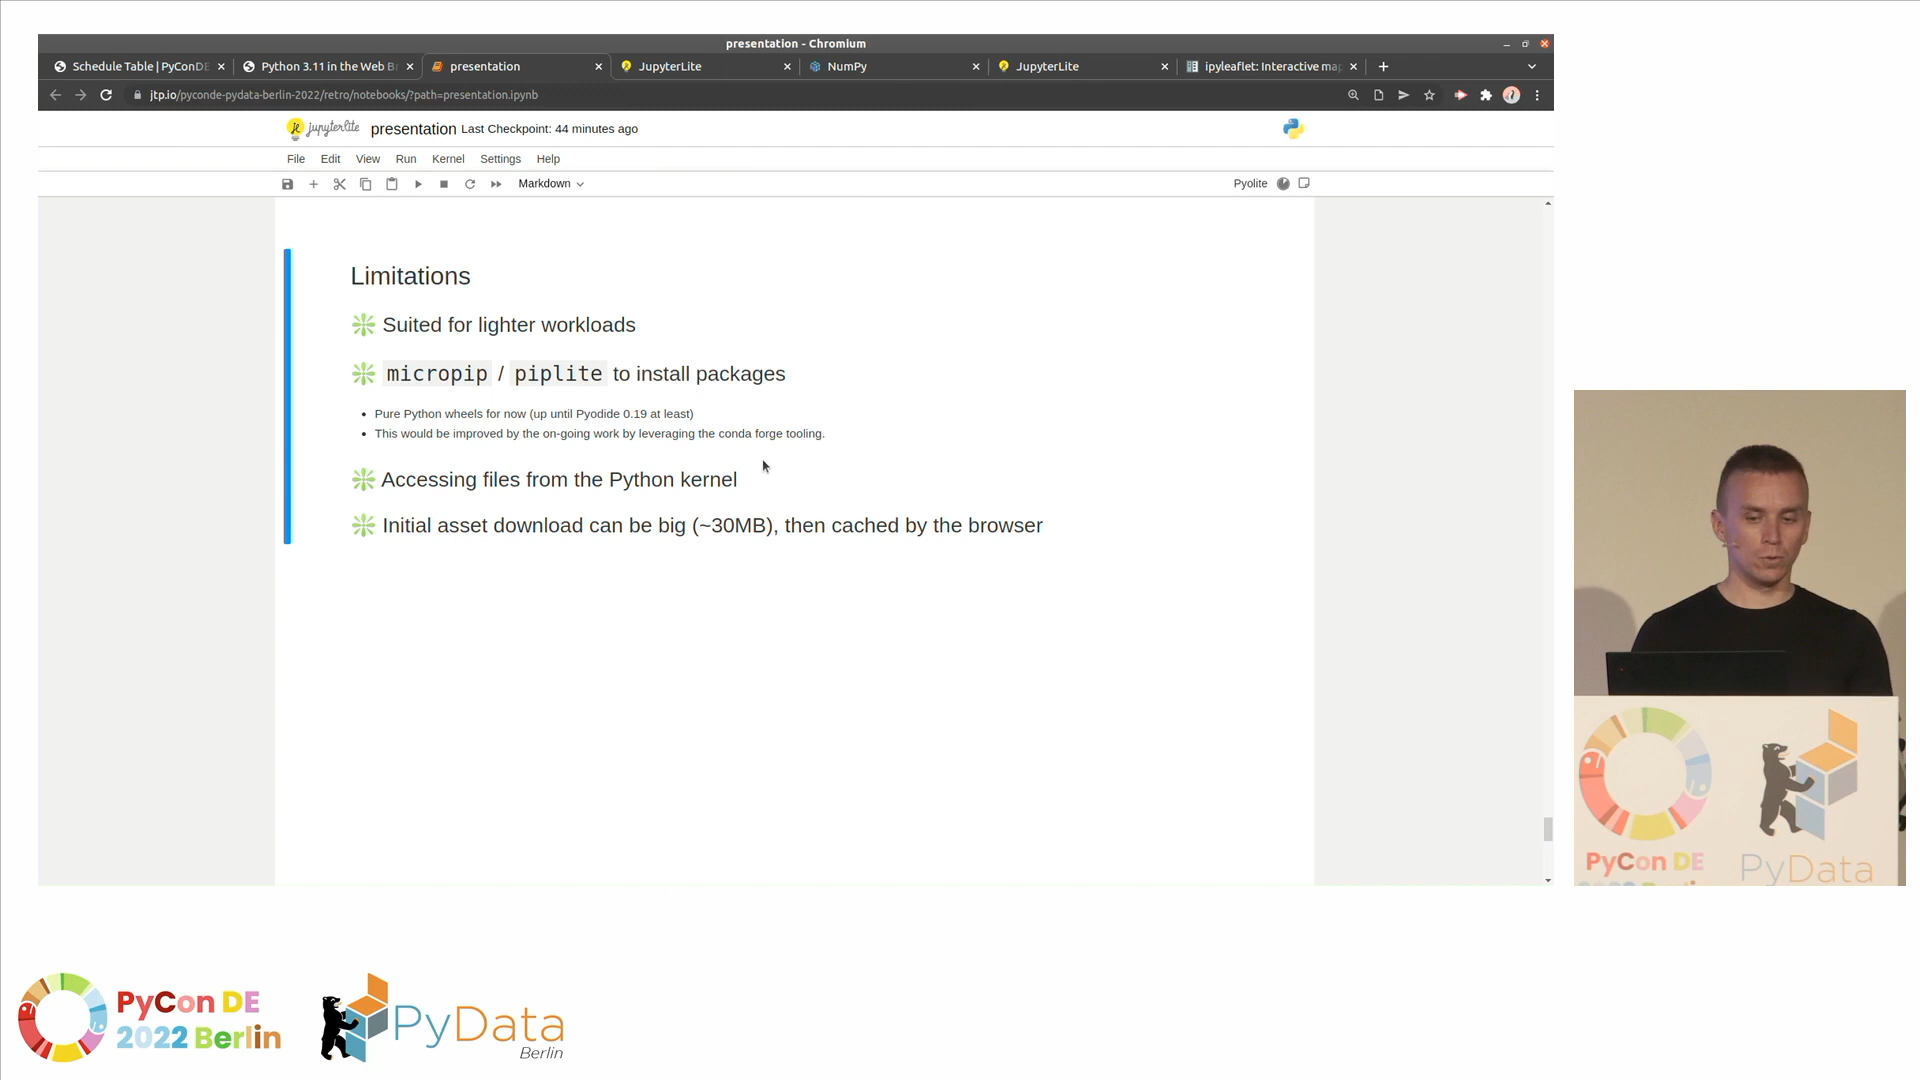 presentation - Chromium
Schedule Table | PyConDE
Python 3.11 in the Web B
presentation
JupyterLite
NumPy
JupyterLite
ipyleaflet: Interactive ma
jtp.io/pyconde-pydata-berlin-2022/retro/notebooks/?path=presentation.ipynb
jupyterlite
presentation Last Checkpoint: 44 minutes ago
File Edit View Run Kernel Settings Help
Markdown
Pyolite
Limitations
Suited for lighter workloads
micropip / piplite to install packages
• Pure Python wheels for now (up until Pyodide 0.19 at least)
• This would be improved by the on-going work by leveraging the conda forge tooling.
Accessing files from the Python kernel
Initial asset download can be big (~30MB), then cached by the browser
PyCon DE
PyData
PyCon DE
2022 Berlin
PyData
Berlin